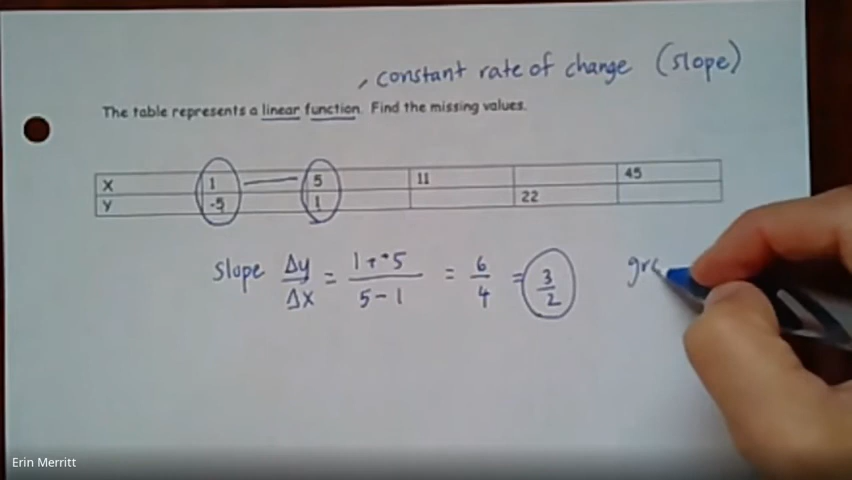 , constant rate of change (slope)
The table represents a linear function. Find the missing values.
X 1 5 11 45
Y -5 1 22
slope Δy/Δx = 1+⁺5/5-1 = 6/4 = 3/2
Erin Merritt